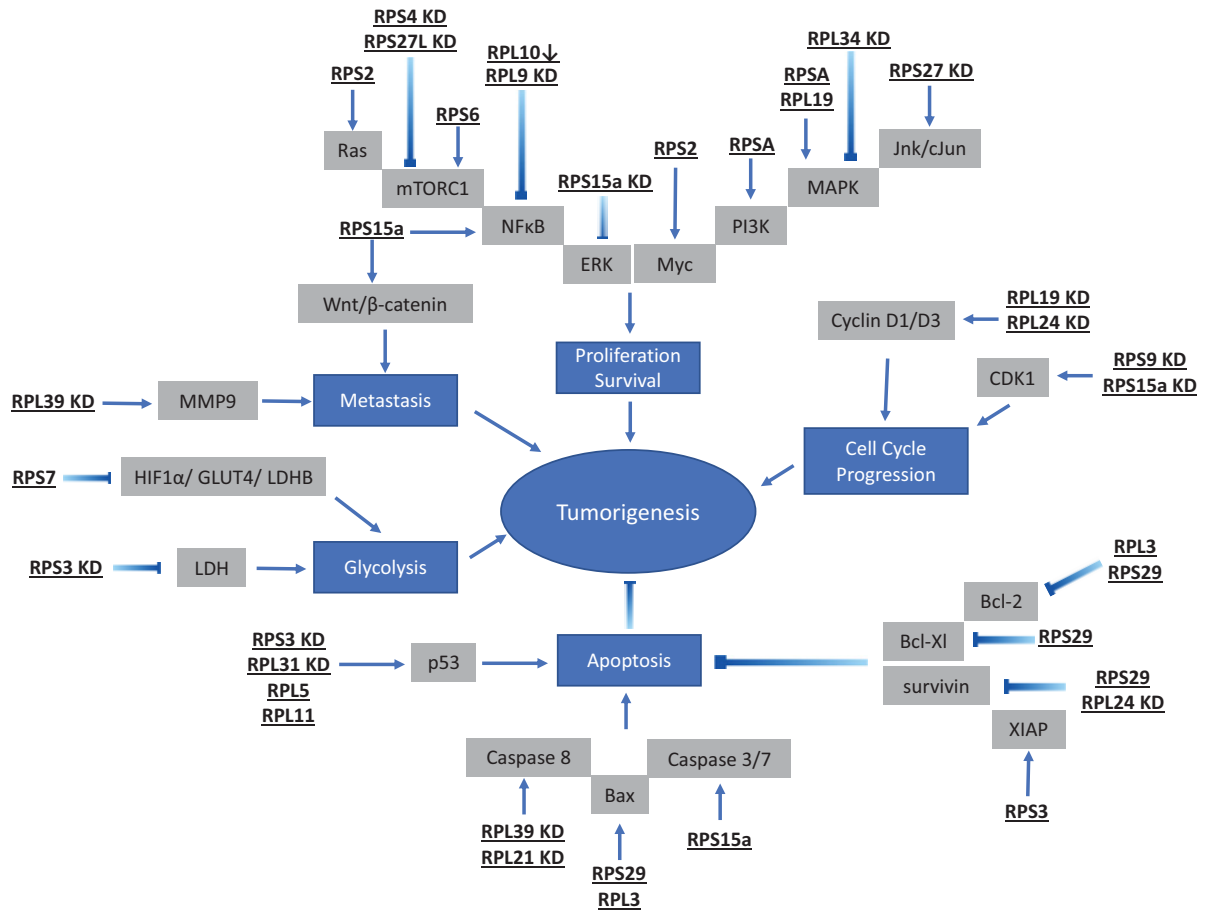 RPS4 KD
RPS27L KD
RPL10↓
RPL9 KD
RPL34 KD
RPS2
RPSA
RPL19
RPS27 KD
RPS6
Ras
Jnk/cJun
RPS2
RPSA
mTORC1
MAPK
RPS15a KD
RPS15a
NFκB
PI3K
ERK
Myc
Wnt/β-catenin
Cyclin D1/D3
RPL19 KD
RPL24 KD
Proliferation
Survival
CDK1
RPS9 KD
RPS15a KD
RPL39 KD
MMP9
Metastasis
Cell Cycle
Progression
RPS7
HIF1α/ GLUT4/ LDHB
Tumorigenesis
RPS3 KD
LDH
Glycolysis
RPL3
RPS29
Bcl-2
RPS3 KD
RPL31 KD
RPL5
RPL11
p53
Apoptosis
Bcl-Xl
RPS29
survivin
RPS29
RPL24 KD
XIAP
Caspase 8
Caspase 3/7
Bax
RPS3
RPL39 KD
RPL21 KD
RPS15a
RPS29
RPL3